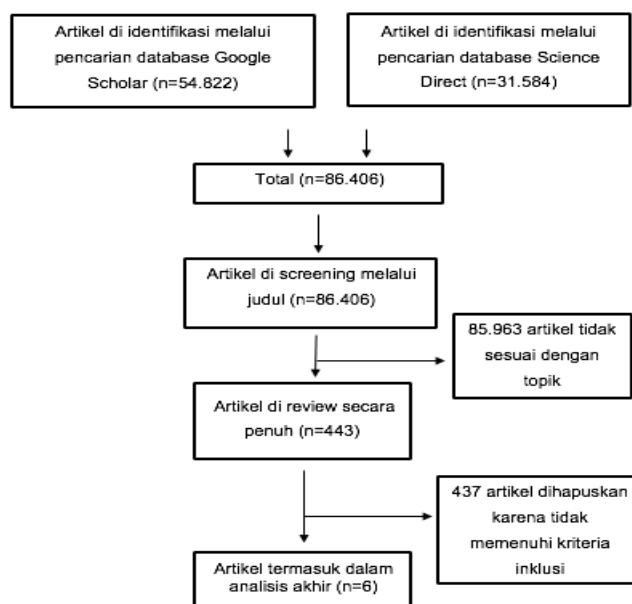 Artikel di identifikasi melalui
pencarian database Google
Scholar (n=54.822)
Artikel di identifikasi melalui
pencarian database Science
Direct (n=31.584)
Total (n=86.406)
Artikel di screening melalui
judul (n=86.406)
85.963 artikel tidak
sesuai dengan
topik
Artikel di review secara
penuh (n=443)
437 artikel dihapuskan
karena tidak
memenuhi kriteria
inklusi
Artikel termasuk dalam
analisis akhir (n=6)